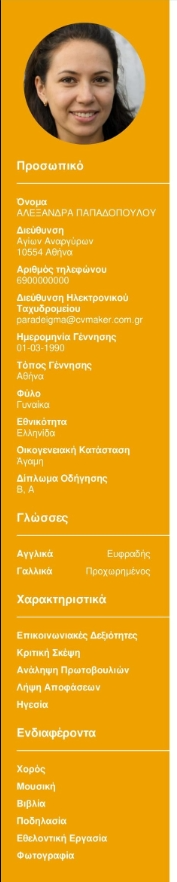 Προσωπικό
Όνομα
ΑΛΕΞΑΝΔΡΑ ΠΑΠΑΔΟΠΟΥΛΟΥ
Διεύθυνση
Αγίων Αναργύρων
10554 Αθήνα
Αριθμός τηλεφώνου
6900000000
Διεύθυνση Ηλεκτρονικού
Ταχυδρομείου
paradeigma@cvmaker.com.gr
Ημερομηνία Γέννησης
01-03-1990
Τόπος Γέννησης
Αθήνα
Φύλο
Γυναίκα
Εθνικότητα
Ελληνίδα
Οικογενειακή Κατάσταση
Άγαμη
Δίπλωμα Οδήγησης
Β, Α
Γλώσσες
Αγγλικά Ευφραδής
Γαλλικά Προχωρημένος
Χαρακτηριστικά
Επικοινωνιακές Δεξιότητες
Κριτική Σκέψη
Ανάληψη Πρωτοβουλιών
Λήψη Αποφάσεων
Ηγεσία
Ενδιαφέροντα
Χορός
Μουσική
Βιβλία
Ποδηλασία
Εθελοντική Εργασία
Φωτογραφία